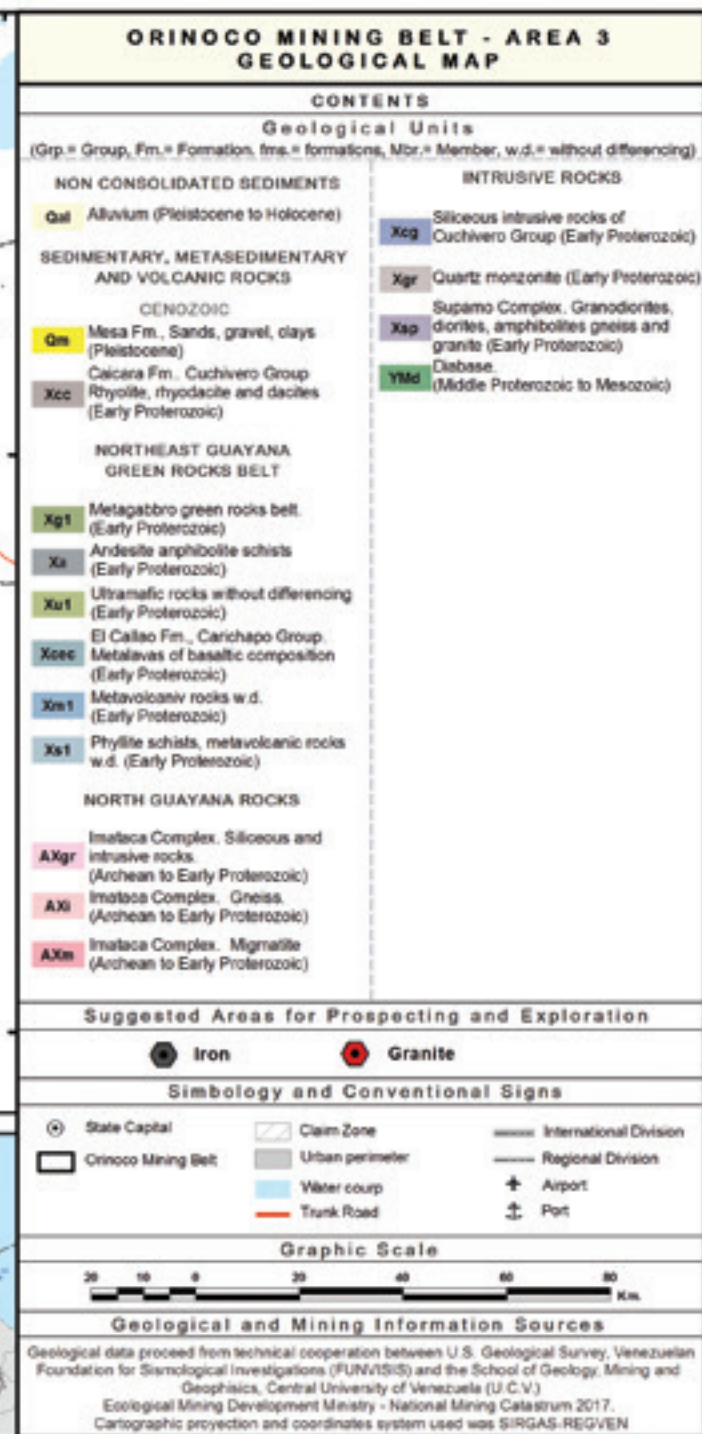 ORINOCO MINING BELT - AREA 3
GEOLOGICAL MAP
CONTENTS
Geological Units
(Grp.= Group, Fm.= Formation, fms.= formations, Mbr.= Member, w.d.= without differencing)
NON CONSOLIDATED SEDIMENTS
Qal Alluvium (Pleistocene to Holocene)
SEDIMENTARY, METASEDIMENTARY
AND VOLCANIC ROCKS
CENOZOIC
Qm Mesa Fm., Sands, gravel, clays
(Pleistocene)
Xcc Caicara Fm. Cuchivero Group
Rhyolite, rhyodacite and dacites
(Early Proterozoic)
NORTHEAST GUAYANA
GREEN ROCKS BELT
Xg1 Metagabbro green rocks belt.
(Early Proterozoic)
Xa Andesite anphibolite schists
(Early Proterozoic)
Xu1 Ultramafic rocks without differencing
(Early Proterozoic)
Xcec El Callao Fm., Carichapo Group.
Metalavas of basaltic composition
(Early Proterozoic)
Xm1 Metavolcaniv rocks w.d.
(Early Proterozoic)
Xs1 Phyllite schists, metavolcanic rocks
w.d. (Early Proterozoic)
NORTH GUAYANA ROCKS
AXgr Imataca Complex. Siliceous and
intrusive rocks.
(Archean to Early Proterozoic)
AXi Imataca Complex. Gneiss.
(Archean to Early Proterozoic)
AXm Imataca Complex. Migmatite
(Archean to Early Proterozoic)
INTRUSIVE ROCKS
Xcg Siliceous intrusive rocks of
Cuchivero Group (Early Proterozoic)
Xgr Quartz monzonite (Early Proterozoic)
Xsp Supamo Complex. Granodiorites,
diorites, amphibolites gneiss and
granite (Early Proterozoic)
YMd Diabase.
(Middle Proterozoic to Mesozoic)
Suggested Areas for Prospecting and Exploration
Iron Granite
Simbology and Conventional Signs
State Capital
Orinoco Mining Belt
Claim Zone
Urban perimeter
Water courp
Trunk Road
International Division
Regional Division
Airport
Port
Graphic Scale
20 10 0 20 40 60 80
Km.
Geological and Mining Information Sources
Geological data proceed from technical cooperation between U.S. Geological Survey, Venezuelan
Foundation for Sismological Investigations (FUNVISIS) and the School of Geology, Mining and
Geophisics, Central University of Venezuela (U.C.V.)
Ecological Mining Development Ministry - National Mining Catastrum 2017.
Cartographic proyection and coordinates system used was SIRGAS-REGVEN